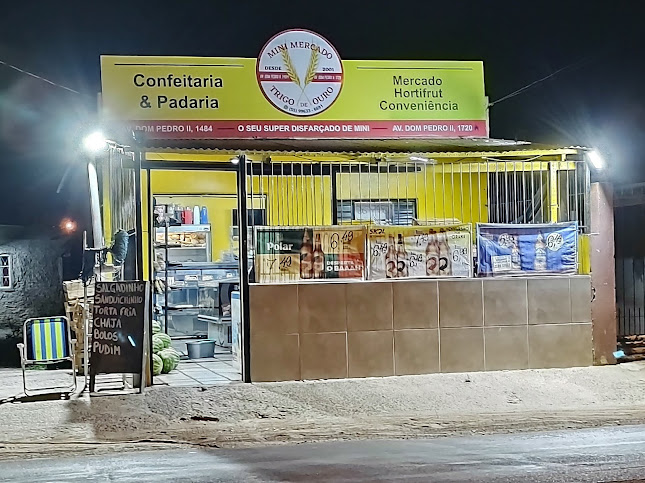 Confeitaria
& Padaria
MINI MERCADO
DESDE 2001
TRIGO DE OURO
Mercado
Hortifrut
Conveniência
AV. DOM PEDRO II, 1484 - O SEU SUPER DISFARÇADO DE MINI - AV. DOM PEDRO II, 1720
Polar
SALGADINHO
SANDUICHINHO
TORTA FRIA
CHAJA
BOLOS
PUDIM